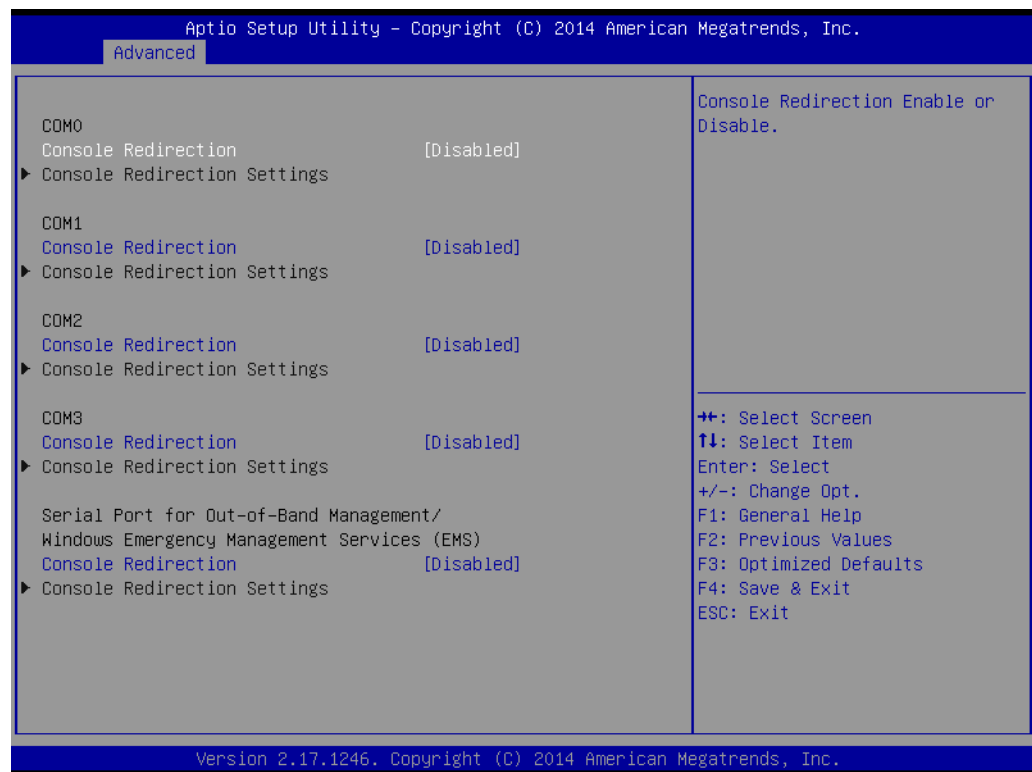 Aptio Setup Utility – Copyright (C) 2014 American Megatrends, Inc.
Advanced
COM0
Console Redirection [Disabled]
▶ Console Redirection Settings
COM1
Console Redirection [Disabled]
▶ Console Redirection Settings
COM2
Console Redirection [Disabled]
▶ Console Redirection Settings
COM3
Console Redirection [Disabled]
▶ Console Redirection Settings
Serial Port for Out-of-Band Management/
Windows Emergency Management Services (EMS)
Console Redirection [Disabled]
▶ Console Redirection Settings
Console Redirection Enable or
Disable.
→←: Select Screen
↑↓: Select Item
Enter: Select
+/-: Change Opt.
F1: General Help
F2: Previous Values
F3: Optimized Defaults
F4: Save & Exit
ESC: Exit
Version 2.17.1246. Copyright (C) 2014 American Megatrends, Inc.